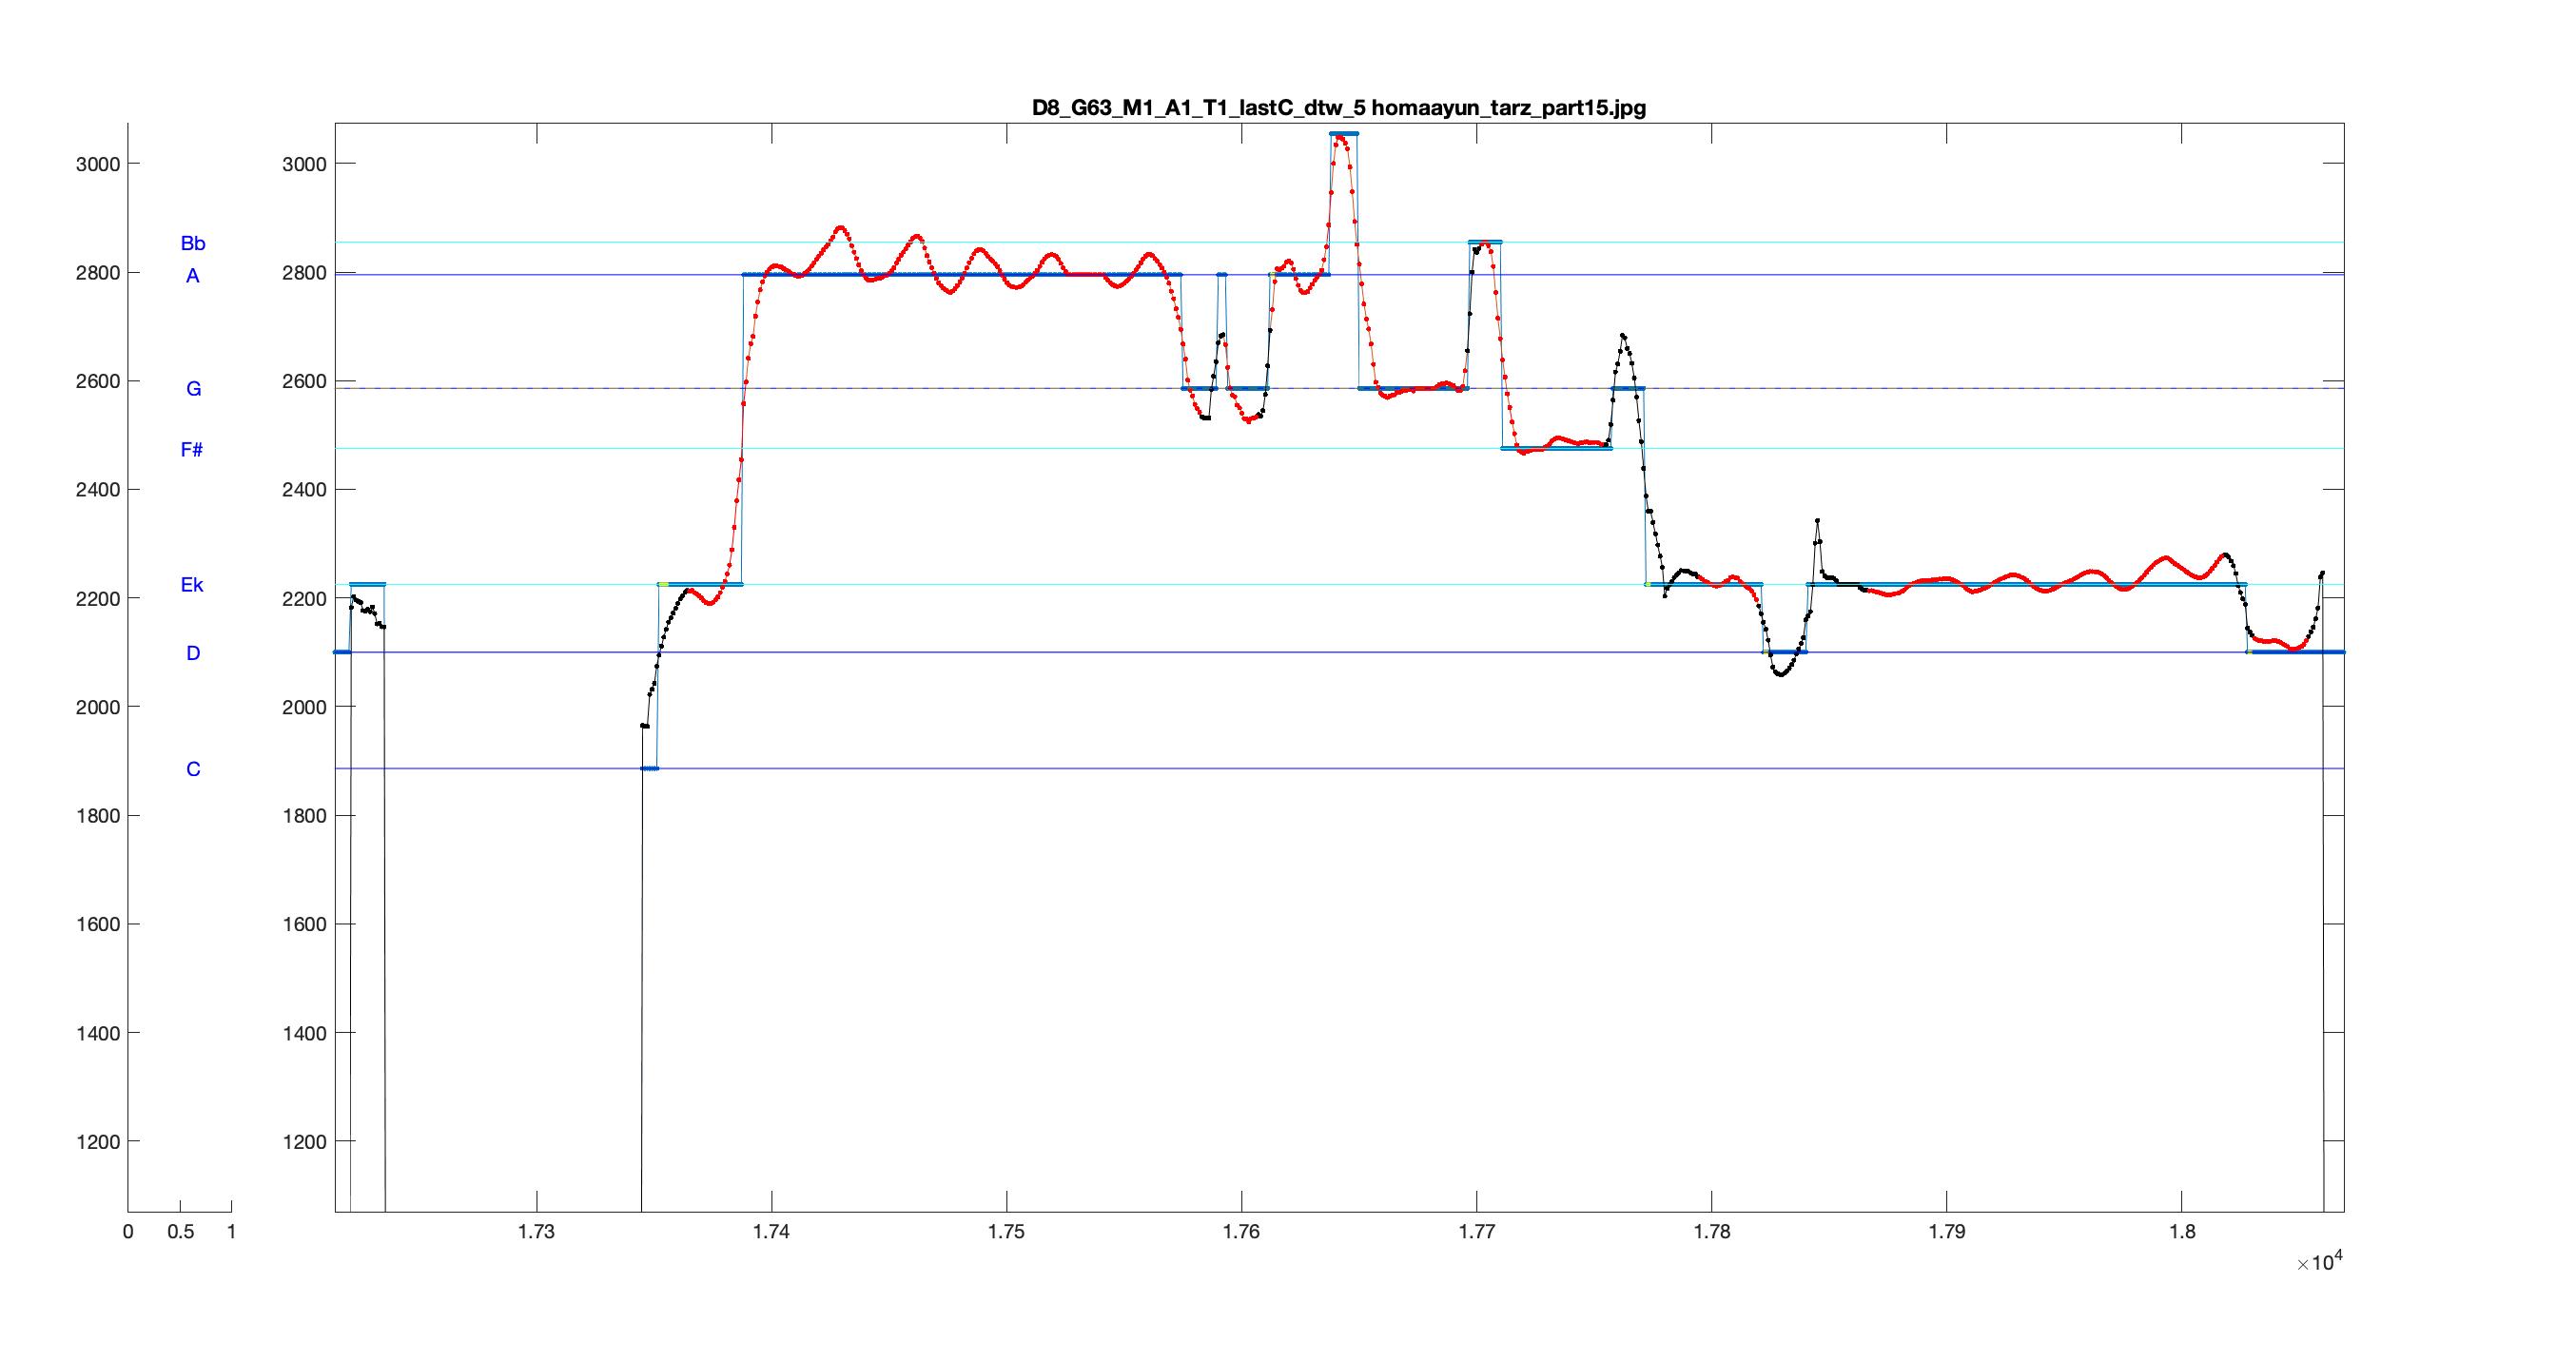 D8_G63_M1_A1_T1_lastC_dtw_5 homaayun_tarz_part15.jpg
3000 3000
Bb
2800 A 2800
2600 G 2600
F#
2400 2400
Ek
2200 2200
D
2000 2000
C
1800 1800
1600 1600
1400 1400
1200 1200
0 0.5 1 1.73 1.74 1.75 1.76 1.77 1.78 1.79 1.8
×10^4